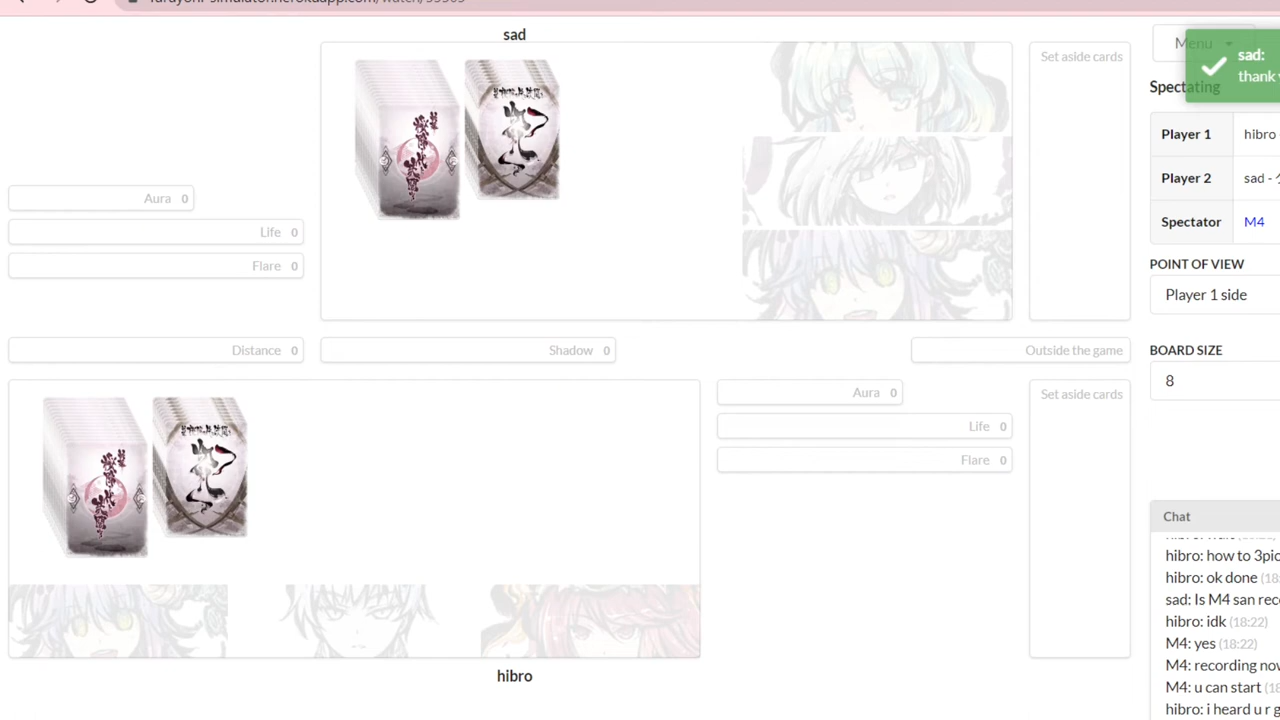 sad
Set aside cards
Menu
sad:
thank
Spectating
Player 1 hibro
Player 2 sad -
Spectator M4
Aura 0
Life 0
Flare 0
POINT OF VIEW
Player 1 side
Distance 0
Shadow 0
Outside the game
BOARD SIZE
8
Aura 0
Life 0
Flare 0
Set aside cards
Chat
hibro: how to 3pic
hibro: ok done (18:
sad: Is M4 san rec
hibro: idk (18:22)
M4: yes (18:22)
M4: recording now
M4: u can start (18
hibro: i heard u r g
hibro